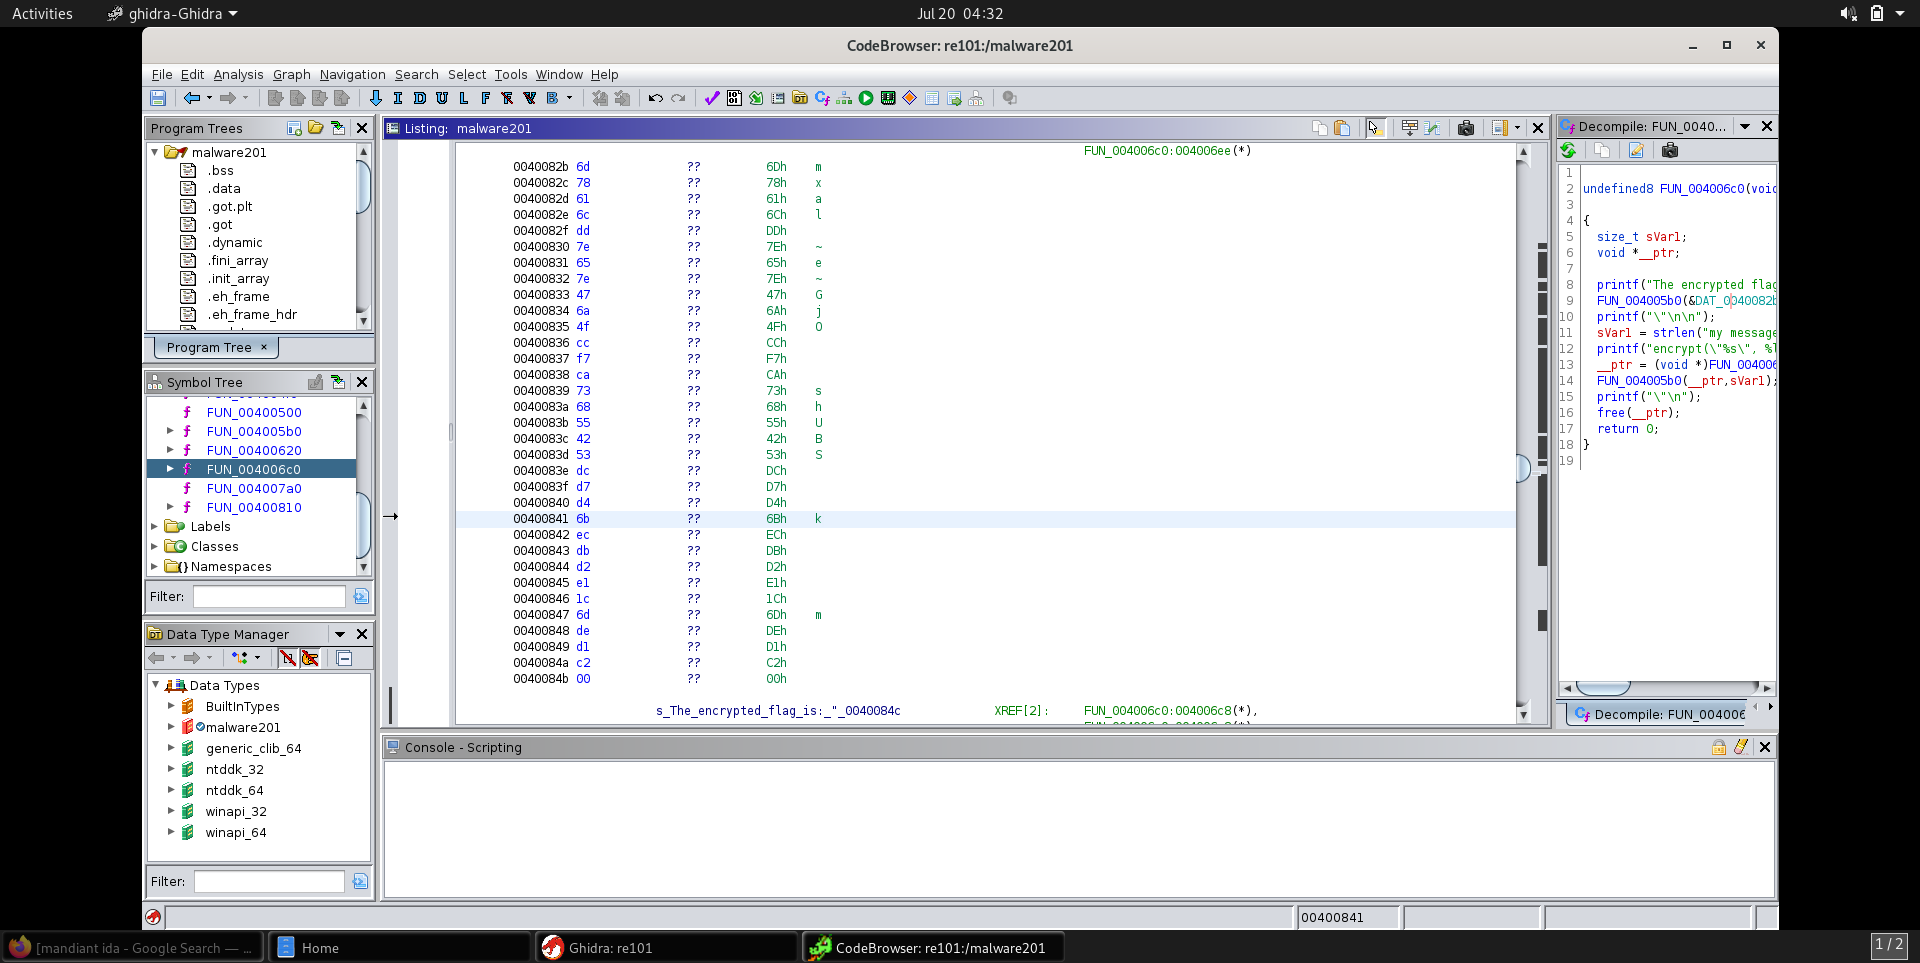 Activities
ghidra-Ghidra
Jul 20 04:32
CodeBrowser: re101:/malware201
File Edit Analysis Graph Navigation Search Select Tools Window Help
I D U L F V B
Program Trees
malware201
.bss
.data
.got.plt
.got
.dynamic
.fini_array
.init_array
.eh_frame
.eh_frame_hdr
Program Tree ×
Symbol Tree
FUN_00400500
FUN_004005b0
FUN_00400620
FUN_004006c0
FUN_004007a0
FUN_00400810
Labels
Classes
Namespaces
Filter:
Data Type Manager
Data Types
BuiltInTypes
malware201
generic_clib_64
ntddk_32
ntddk_64
winapi_32
winapi_64
Filter:
Listing: malware201
FUN_004006c0:004006ee(*)
0040082b 6d ?? 6Dh m
0040082c 78 ?? 78h x
0040082d 61 ?? 61h a
0040082e 6c ?? 6Ch l
0040082f dd ?? DDh
00400830 7e ?? 7Eh ~
00400831 65 ?? 65h e
00400832 7e ?? 7Eh ~
00400833 47 ?? 47h G
00400834 6a ?? 6Ah j
00400835 4f ?? 4Fh O
00400836 cc ?? CCh
00400837 f7 ?? F7h
00400838 ca ?? CAh
00400839 73 ?? 73h s
0040083a 68 ?? 68h h
0040083b 55 ?? 55h U
0040083c 42 ?? 42h B
0040083d 53 ?? 53h S
0040083e dc ?? DCh
0040083f d7 ?? D7h
00400840 d4 ?? D4h
00400841 6b ?? 6Bh k
00400842 ec ?? ECh
00400843 db ?? DBh
00400844 d2 ?? D2h
00400845 e1 ?? E1h
00400846 1c ?? 1Ch
00400847 6d ?? 6Dh m
00400848 de ?? DEh
00400849 d1 ?? D1h
0040084a c2 ?? C2h
0040084b 00 ?? 00h
s_The_encrypted_flag_is:_"_0040084c XREF[2]: FUN_004006c0:004006c8(*),
Decompile: FUN_0040...
1
2 undefined8 FUN_004006c0(void
3
4 {
5 size_t sVar1;
6 void *__ptr;
7
8 printf("The encrypted flag
9 FUN_004005b0(&DAT_0040082b
10 printf("\"\n\n");
11 sVar1 = strlen("my message
12 printf("encrypt(\"%s\", %l
13 __ptr = (void *)FUN_004006
14 FUN_004005b0(__ptr,sVar1);
15 printf("\"\n");
16 free(__ptr);
17 return 0;
18 }
19
Decompile: FUN_004006
Console - Scripting
00400841
[mandiant ida - Google Search — ...
Home
Ghidra: re101
CodeBrowser: re101:/malware201
1 / 2